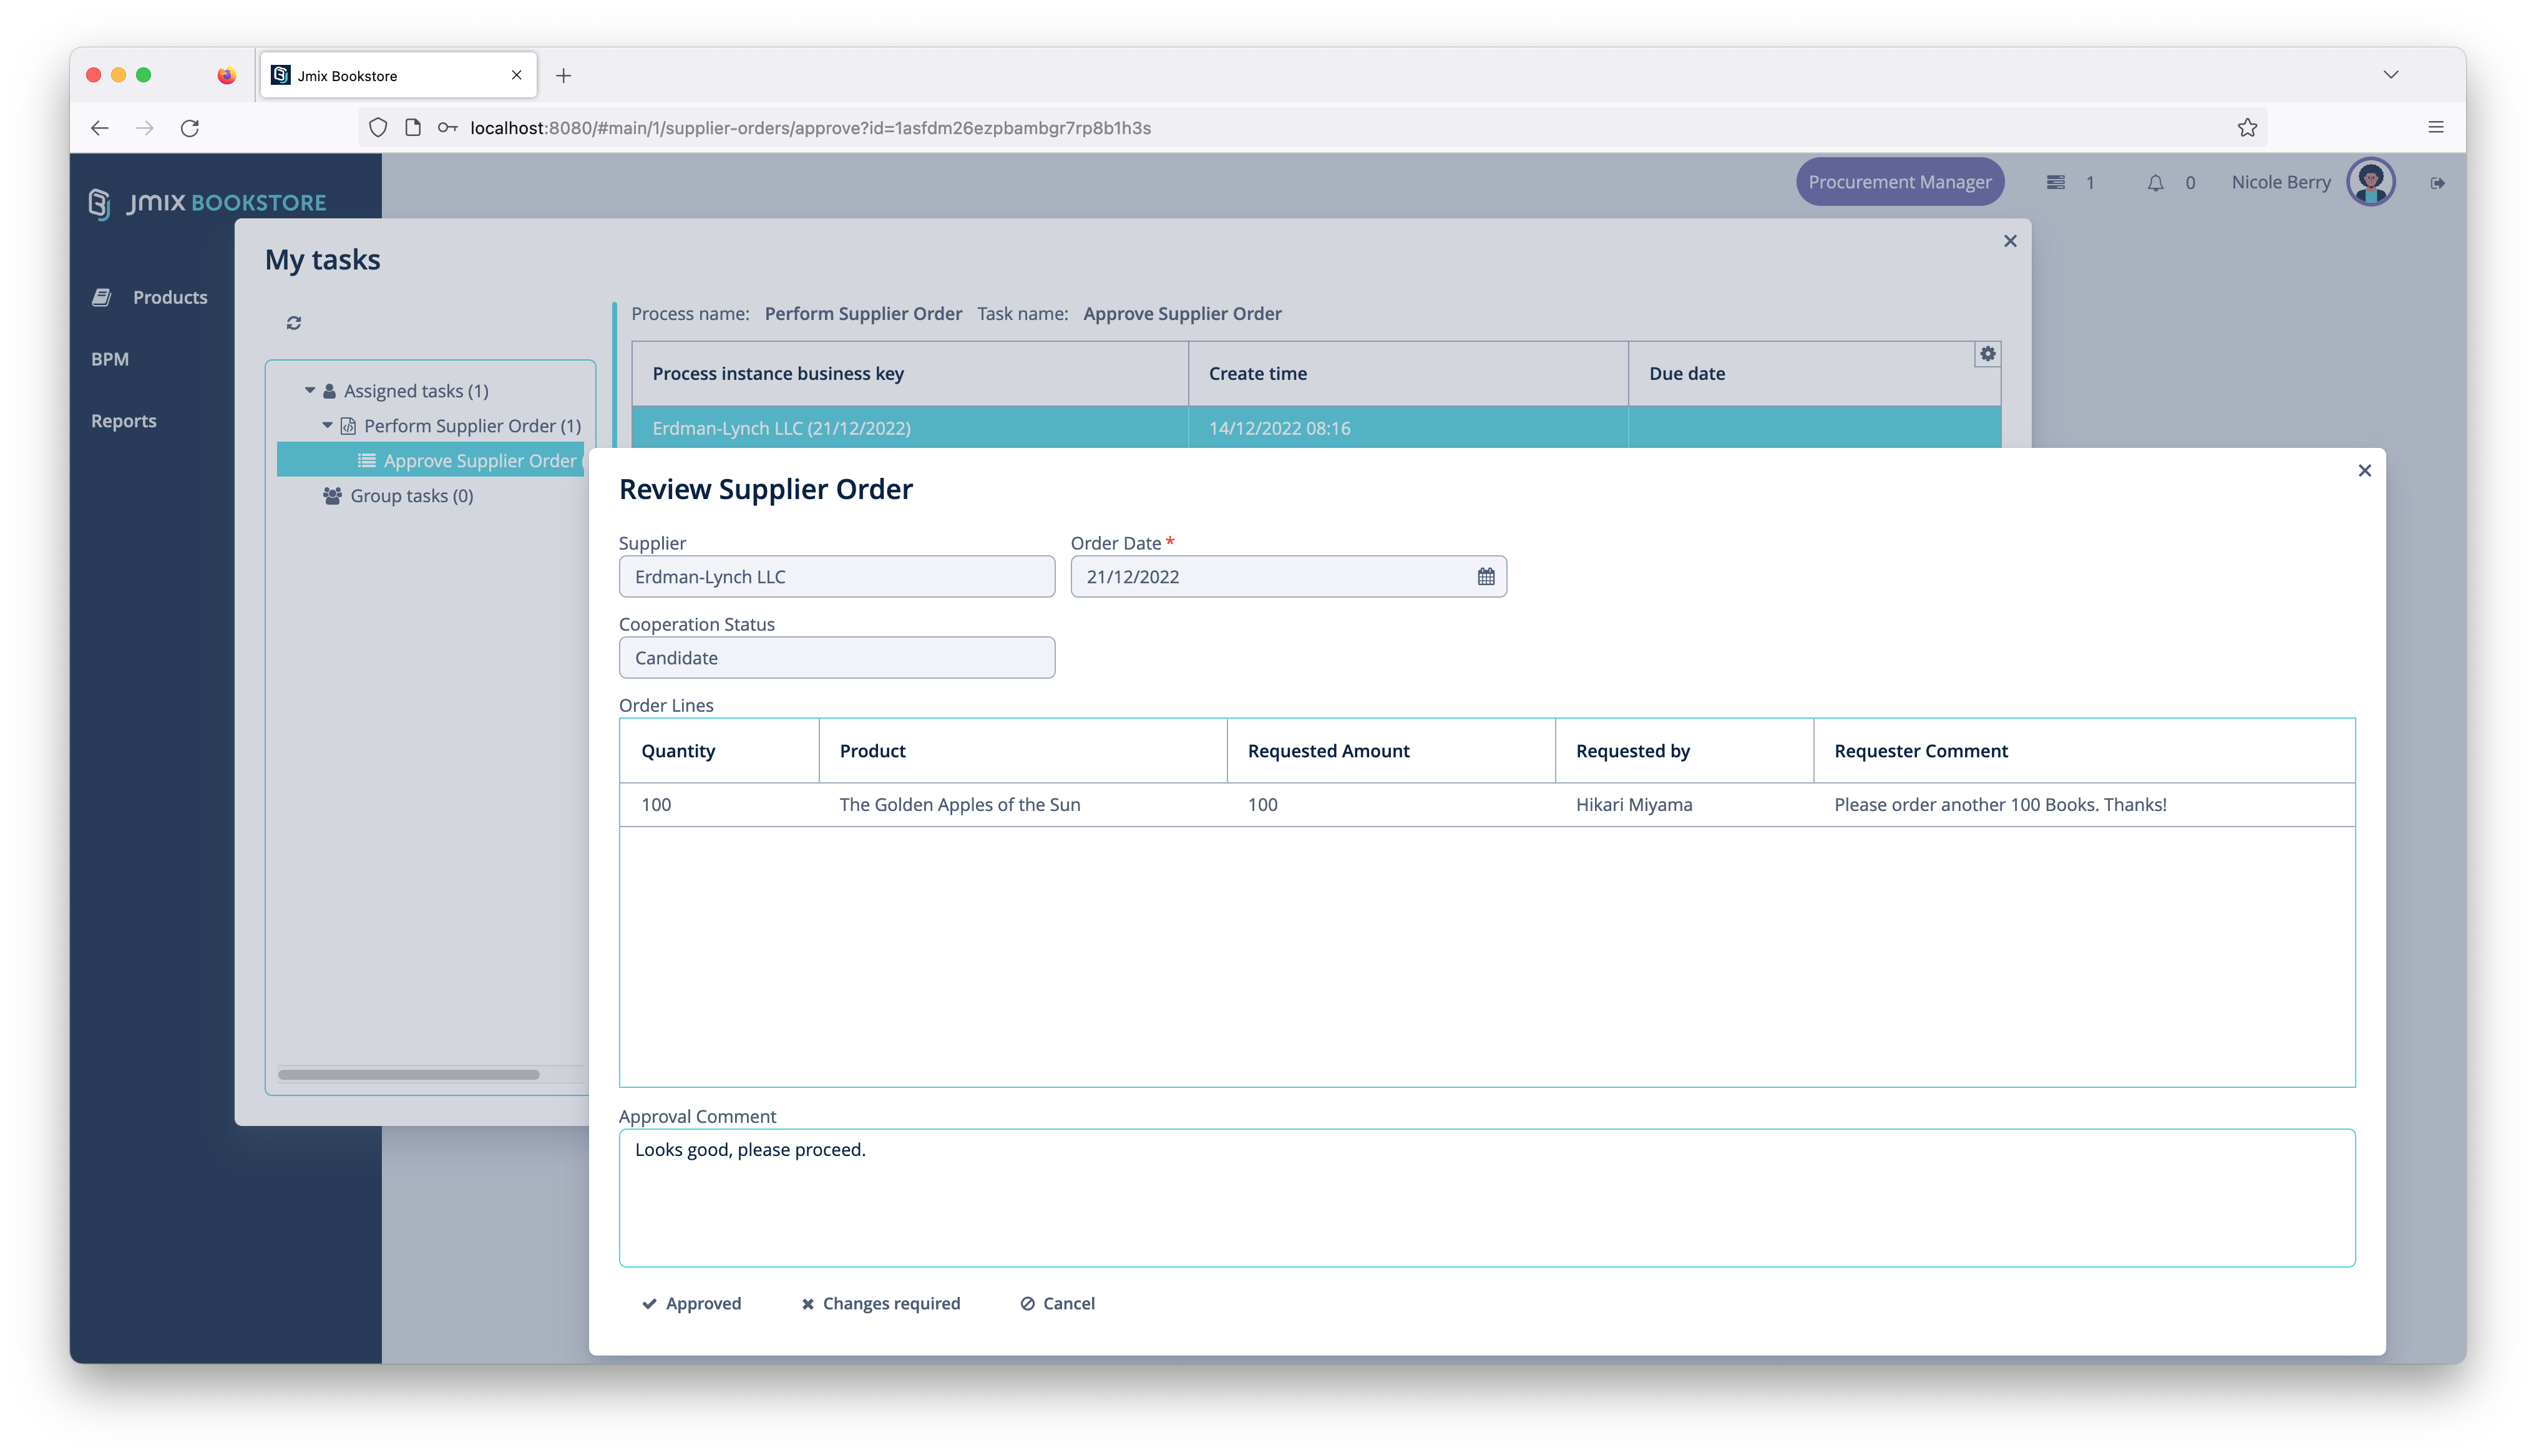 Jmix Bookstore
localhost:8080/#main/1/supplier-orders/approve?id=1asfdm26ezpbambgr7rp8b1h3s
JMIX BOOKSTORE
Procurement Manager 1 0 Nicole Berry
My tasks
Products
BPM
Reports
Process name: Perform Supplier Order Task name: Approve Supplier Order
Assigned tasks (1)
Perform Supplier Order (1)
Approve Supplier Order (
Group tasks (0)
Process instance business key Create time Due date
Erdman-Lynch LLC (21/12/2022) 14/12/2022 08:16
Review Supplier Order
Supplier Order Date *
Erdman-Lynch LLC 21/12/2022
Cooperation Status
Candidate
Order Lines
Quantity Product Requested Amount Requested by Requester Comment
100 The Golden Apples of the Sun 100 Hikari Miyama Please order another 100 Books. Thanks!
Approval Comment
Looks good, please proceed.
Approved Changes required Cancel